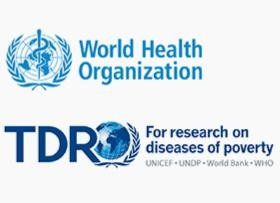 World Health
Organization
TDR
For research on
diseases of poverty
UNICEF • UNDP • World Bank • WHO